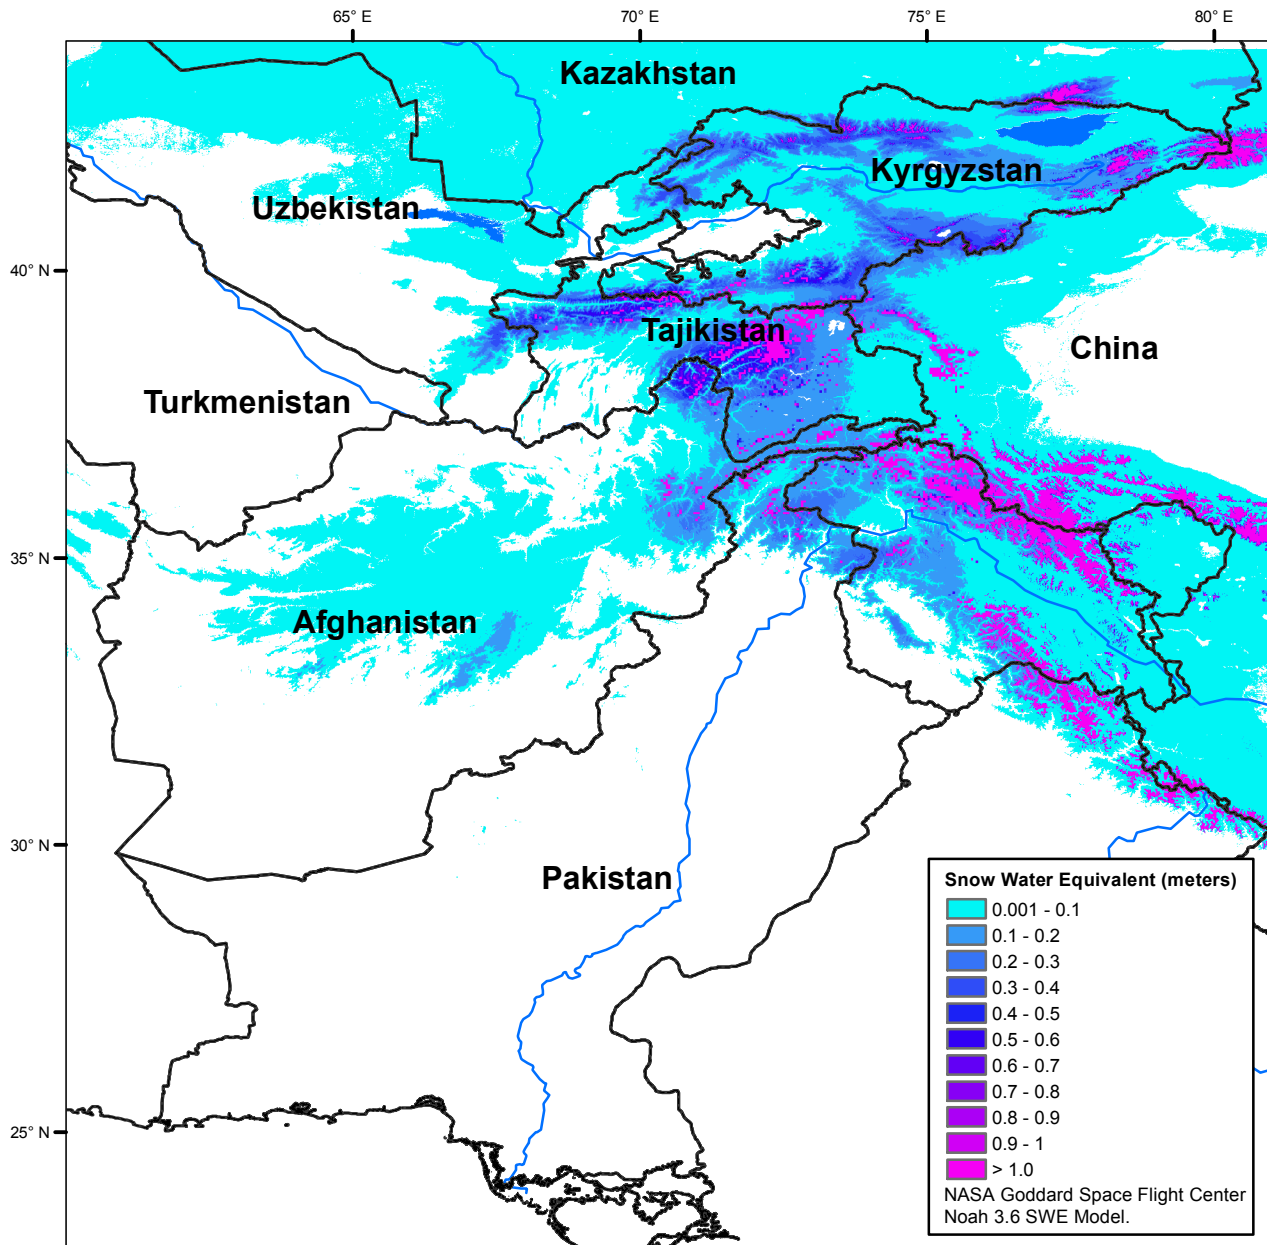 65° E
70° E
75° E
80° E
Kazakhstan
Kyrgyzstan
Uzbekistan
40° N
Tajikistan
China
Turkmenistan
35° N
Afghanistan
30° N
Pakistan
25° N
Snow Water Equivalent (meters)
0.001 - 0.1
0.1 - 0.2
0.2 - 0.3
0.3 - 0.4
0.4 - 0.5
0.5 - 0.6
0.6 - 0.7
0.7 - 0.8
0.8 - 0.9
0.9 - 1
> 1.0
NASA Goddard Space Flight Center
Noah 3.6 SWE Model.